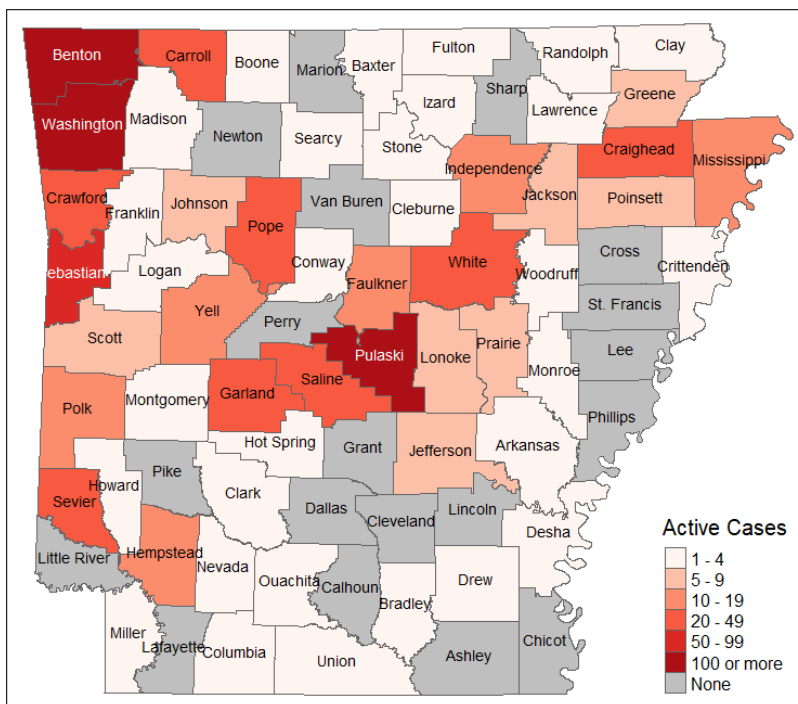 Benton
Carroll
Boone
Marion
Baxter
Fulton
Randolph
Clay
Sharp
Izard
Greene
Washington
Madison
Lawrence
Newton
Searcy
Stone
Craighead
Mississippi
Independence
Crawford
Franklin
Johnson
Pope
Van Buren
Cleburne
Jackson
Poinsett
ebastian
Logan
Conway
Faulkner
White
Woodruff
Cross
Crittenden
Scott
Yell
Perry
Pulaski
Lonoke
Prairie
St. Francis
Lee
Monroe
Polk
Montgomery
Garland
Saline
Phillips
Hot Spring
Grant
Jefferson
Arkansas
Sevier
Howard
Pike
Clark
Dallas
Cleveland
Lincoln
Desha
Little River
Hempstead
Nevada
Ouachita
Calhoun
Bradley
Drew
Miller
Lafayette
Columbia
Union
Ashley
Chicot
Active Cases
1 - 4
5 - 9
10 - 19
20 - 49
50 - 99
100 or more
None